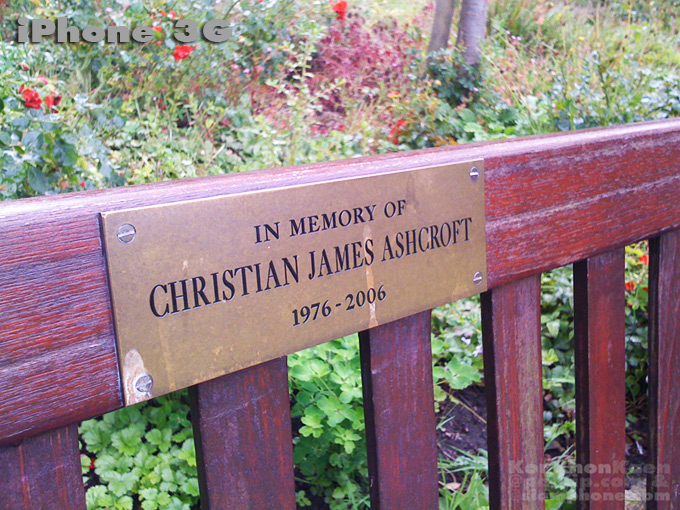 iPhone 3G
IN MEMORY OF
CHRISTIAN JAMES ASHCROFT
1976-2006